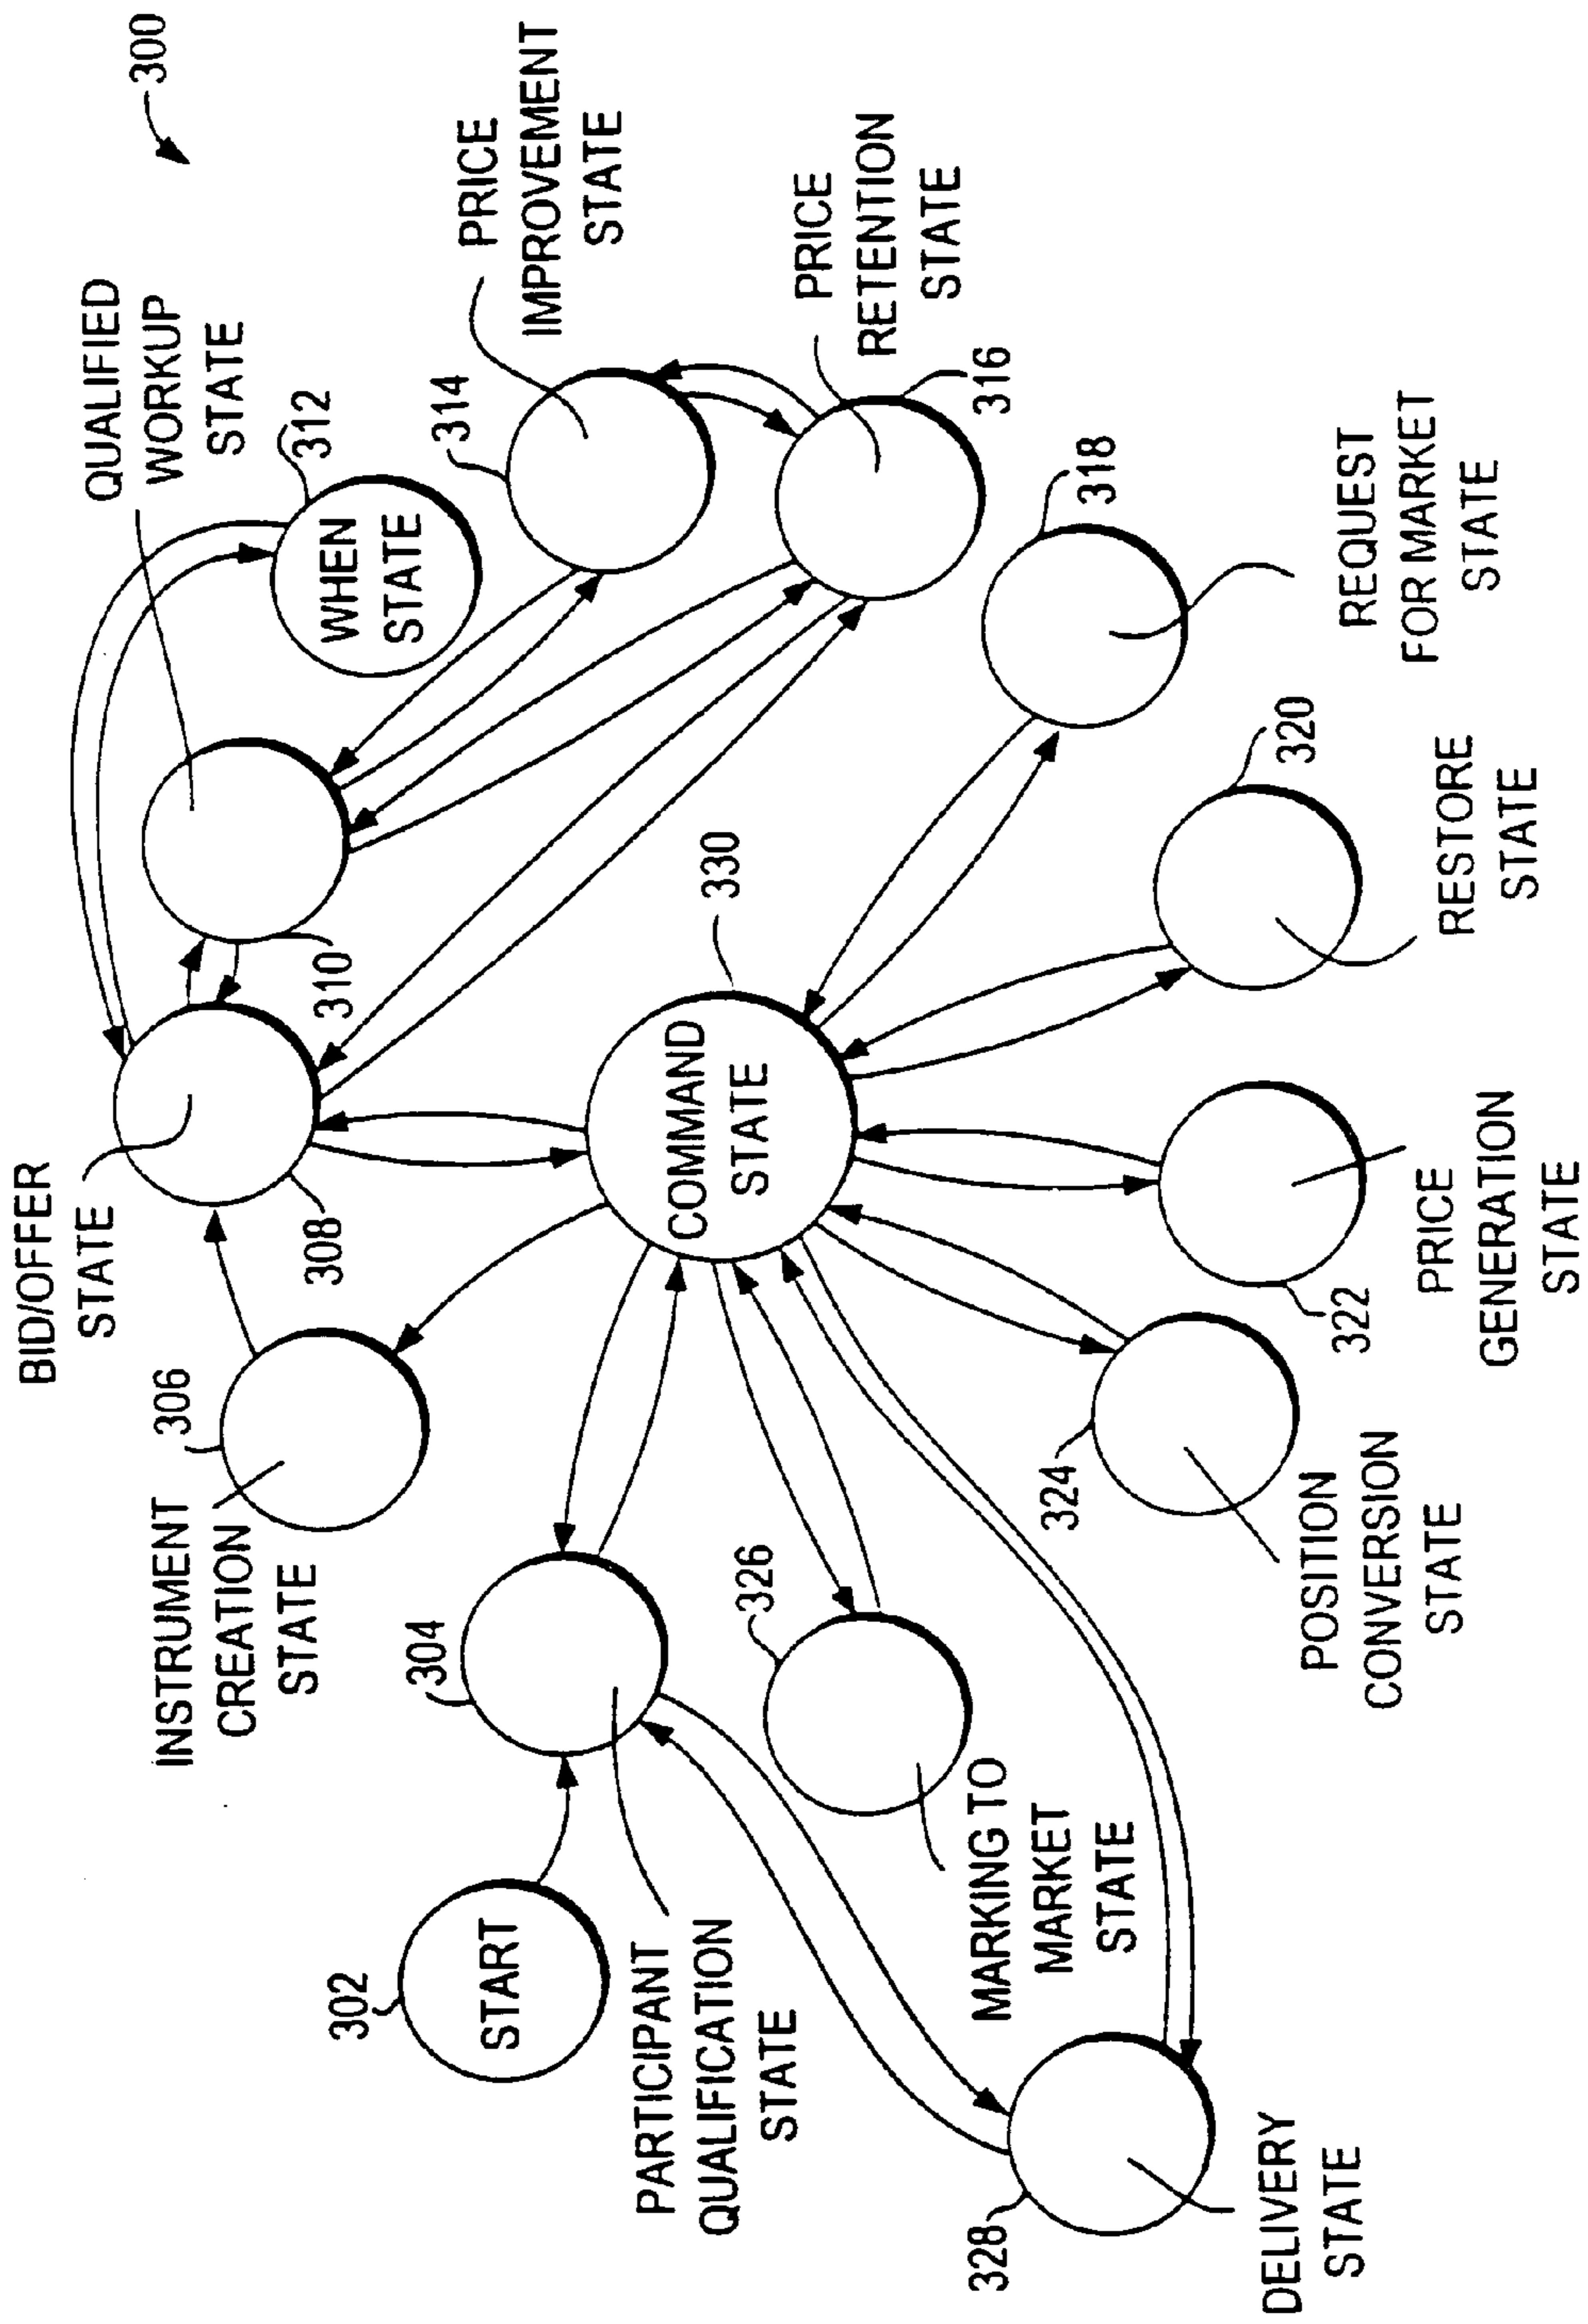 300
BID/OFFER
STATE
QUALIFIED
WORKUP
STATE
306
INSTRUMENT
CREATION
STATE
308
310
312
WHEN
STATE
314
PRICE
IMPROVEMENT
STATE
302
START
304
PARTICIPANT
QUALIFICATION
STATE
330
COMMAND
STATE
PRICE
RETENTION
STATE
316
326
MARKING TO
MARKET
STATE
318
REQUEST
FOR MARKET
STATE
328
DELIVERY
STATE
324
POSITION
CONVERSION
STATE
322
PRICE
GENERATION
STATE
320
RESTORE
STATE